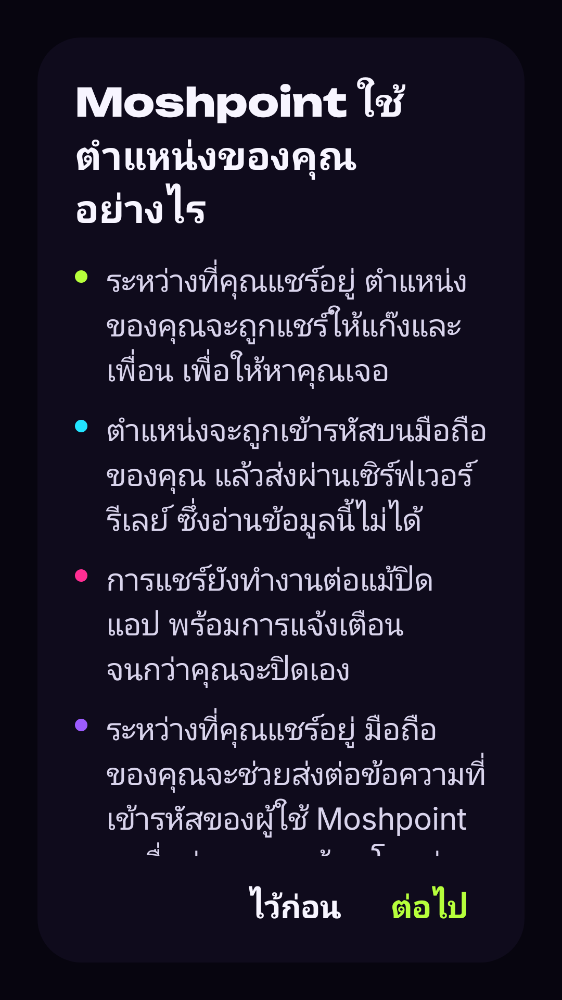 Moshpoint ใช้
ตำแหน่งของคุณ
อย่างไร
ระหว่างที่คุณแชร์อยู่ ตำแหน่ง
ของคุณจะถูกแชร์ให้แก๊งและ
เพื่อน เพื่อให้หาคุณเจอ
ตำแหน่งจะถูกเข้ารหัสบนมือถือ
ของคุณ แล้วส่งผ่านเซิร์ฟเวอร์
รีเลย์ ซึ่งอ่านข้อมูลนี้ไม่ได้
การแชร์ยังทำงานต่อแม้ปิด
แอป พร้อมการแจ้งเตือน
จนกว่าคุณจะปิดเอง
ระหว่างที่คุณแชร์อยู่ มือถือ
ของคุณจะช่วยส่งต่อข้อความที่
เข้ารหัสของผู้ใช้ Moshpoint
ไว้ก่อน ต่อไป